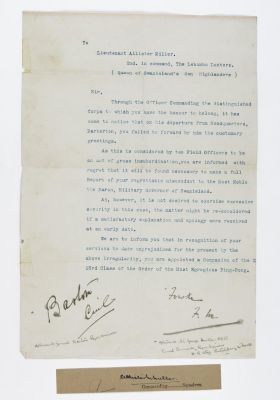 To
Lieutenant Allister Miller.
2nd. in command, The Lebombo Lancers.
( Queen of Swaziland's Own Highlanders )
Sir,
Through the Officer Commanding the distinguished
Corps to which you have the honour to belong, it has
come to notice that on his departure from Headquarters,
Barberton, you failed to forward to him the customary
greetings.
As this is considered by the Field Officers to be
an act of gross insubordination, you are informed with
regret that it will be found necessary to make a full
Report of your regrettable misconduct to the Most Noble
the Baron, Military Governor of Swaziland.
As, however, it is not desired to exercise excessive
severity in this case, the matter might be re-considered
if a satisfactory explanation and apology were received
at an early date.
We are to inform you that in recognition of your
services to date unprejudiced for the present by the
above irregularity, you are appointed a Companion of the
23rd Class of the Order of the Most Egregious Ping-Pong.
Commanding Squadron.